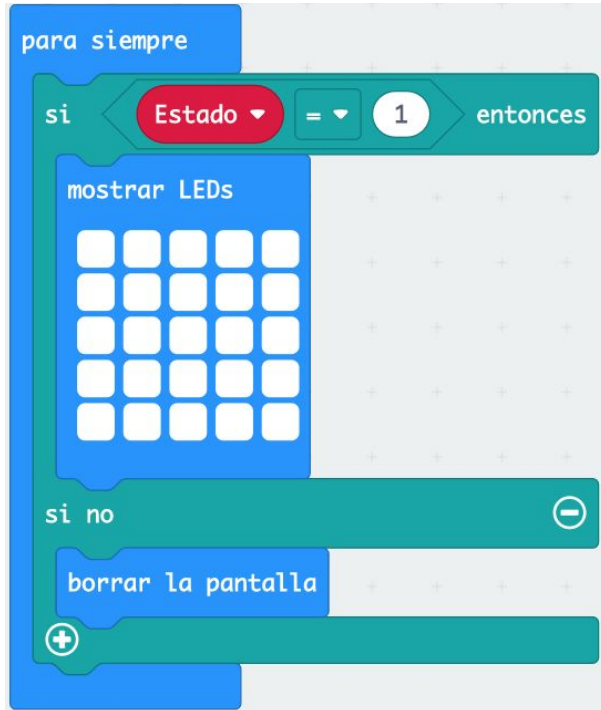 para siempre
si Estado = 1 entonces
mostrar LEDs
si no
borrar la pantalla